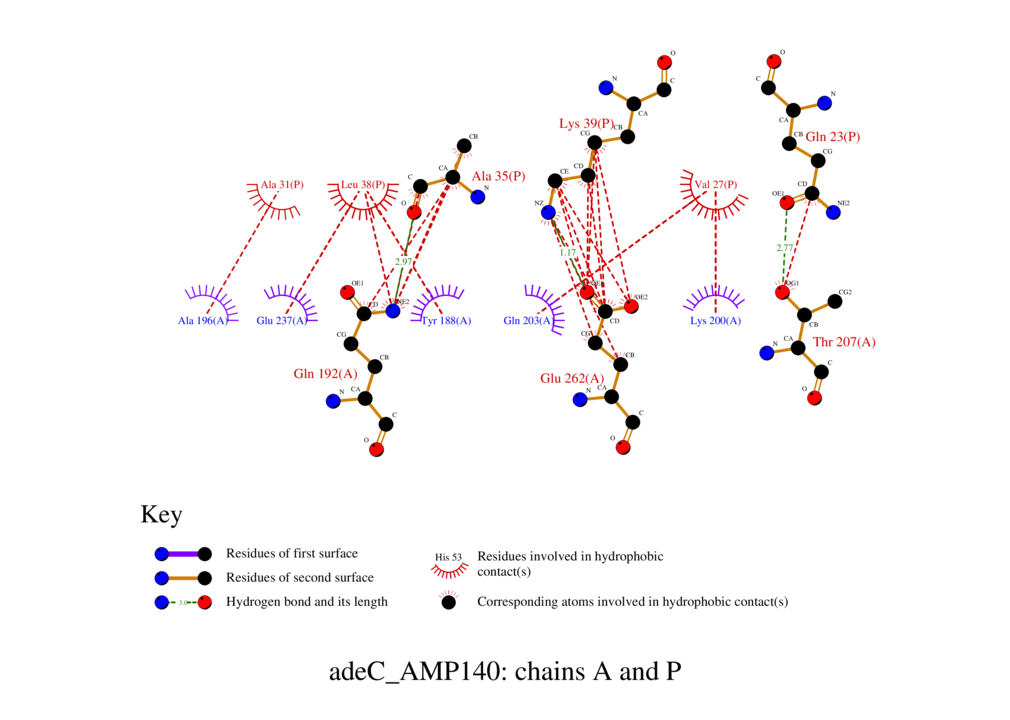 O
C
N
CA
CB
Lys 39(P)
CG
CD
CE
NZ
O
C
N
CA
CB
Gln 23(P)
CG
CD
OE1
NE2
CB
CA
C
Ala 35(P)
N
O
Ala 31(P)
Leu 38(P)
Val 27(P)
2.97
1.17
2.77
OE1
CD
NE2
CG
CB
Gln 192(A)
N
CA
C
O
Ala 196(A)
Glu 237(A)
Tyr 188(A)
Gln 203(A)
Lys 200(A)
OE2
CD
CG
CB
Glu 262(A)
N
CA
C
O
OG1
CG2
CB
Thr 207(A)
N
CA
C
O
Key
Residues of first surface
Residues of second surface
3.0
Hydrogen bond and its length
His 53
Residues involved in hydrophobic
contact(s)
Corresponding atoms involved in hydrophobic contact(s)
adeC_AMP140: chains A and P